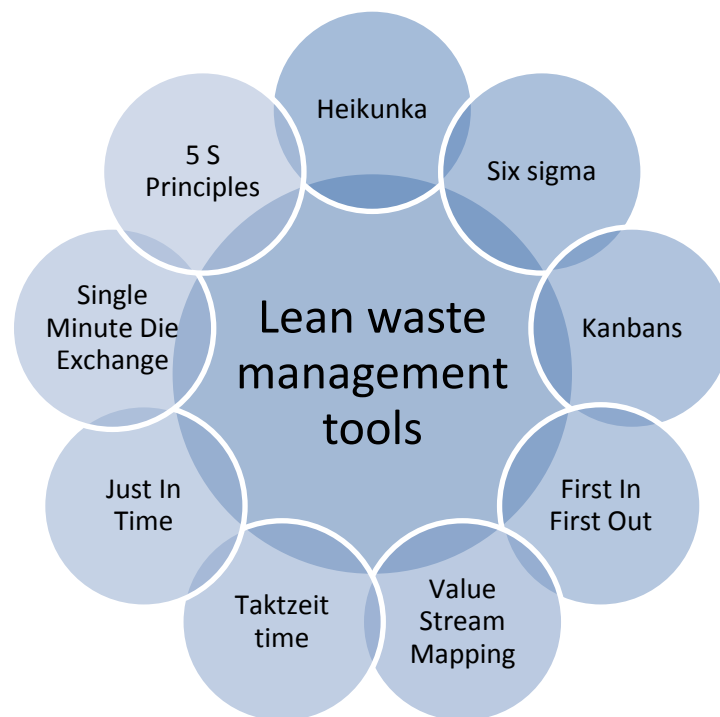 Lean waste
management
tools
Heikunka
Six sigma
Kanbans
First In
First Out
Value
Stream
Mapping
Taktzeit
time
Just In
Time
Single
Minute Die
Exchange
5 S
Principles